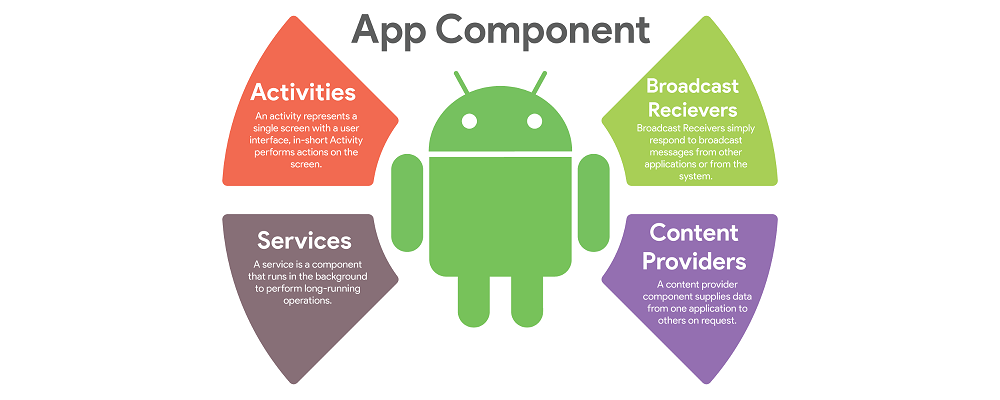 App Component
Activities
An activity represents a
single screen with a user
interface, in-short Activity
performs actions on the
screen.
Broadcast
Recievers
Broadcast Receivers simply
respond to broadcast
messages from other
applications or from the
system.
Services
A service is a component
that runs in the background
to perform long-running
operations.
Content
Providers
A content provider
component supplies data
from one application to
others on request.